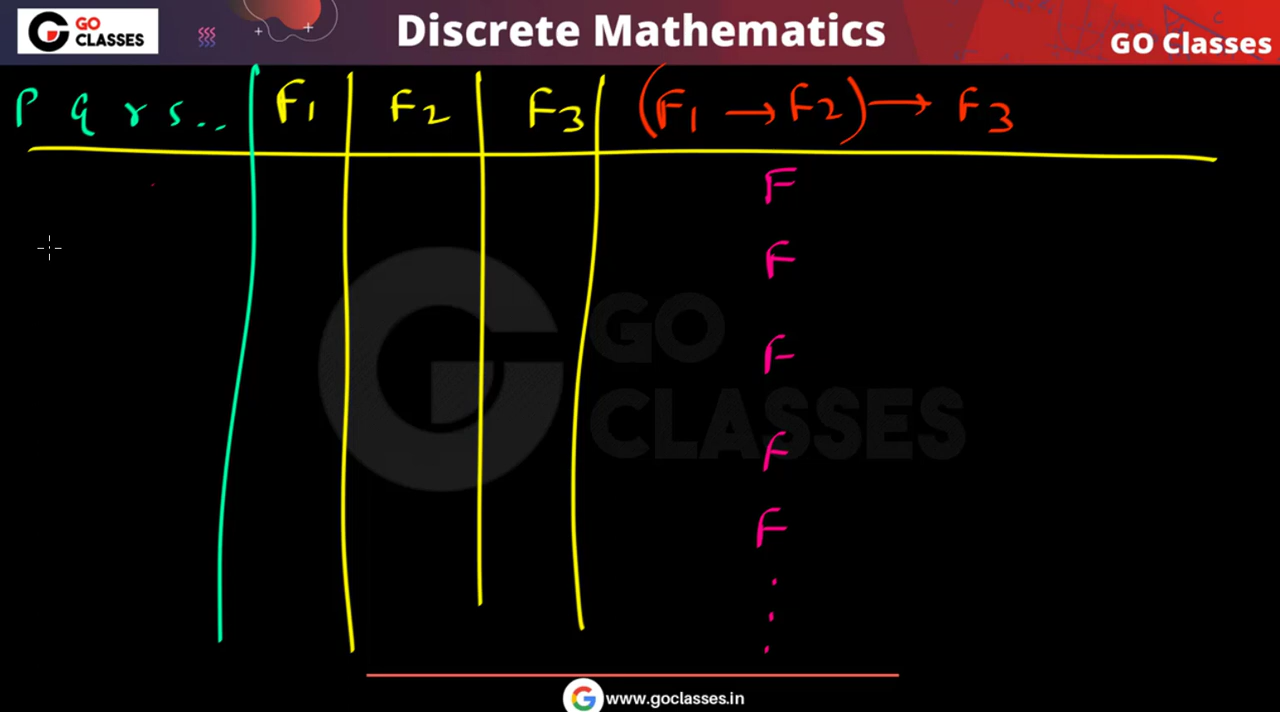 GO CLASSES
Discrete Mathematics
GO Classes
P q r s .. F1 F2 F3 (F1 → F2) → F3
F
F
GO
CLASSES
F
F
F
.
.
.
www.goclasses.in